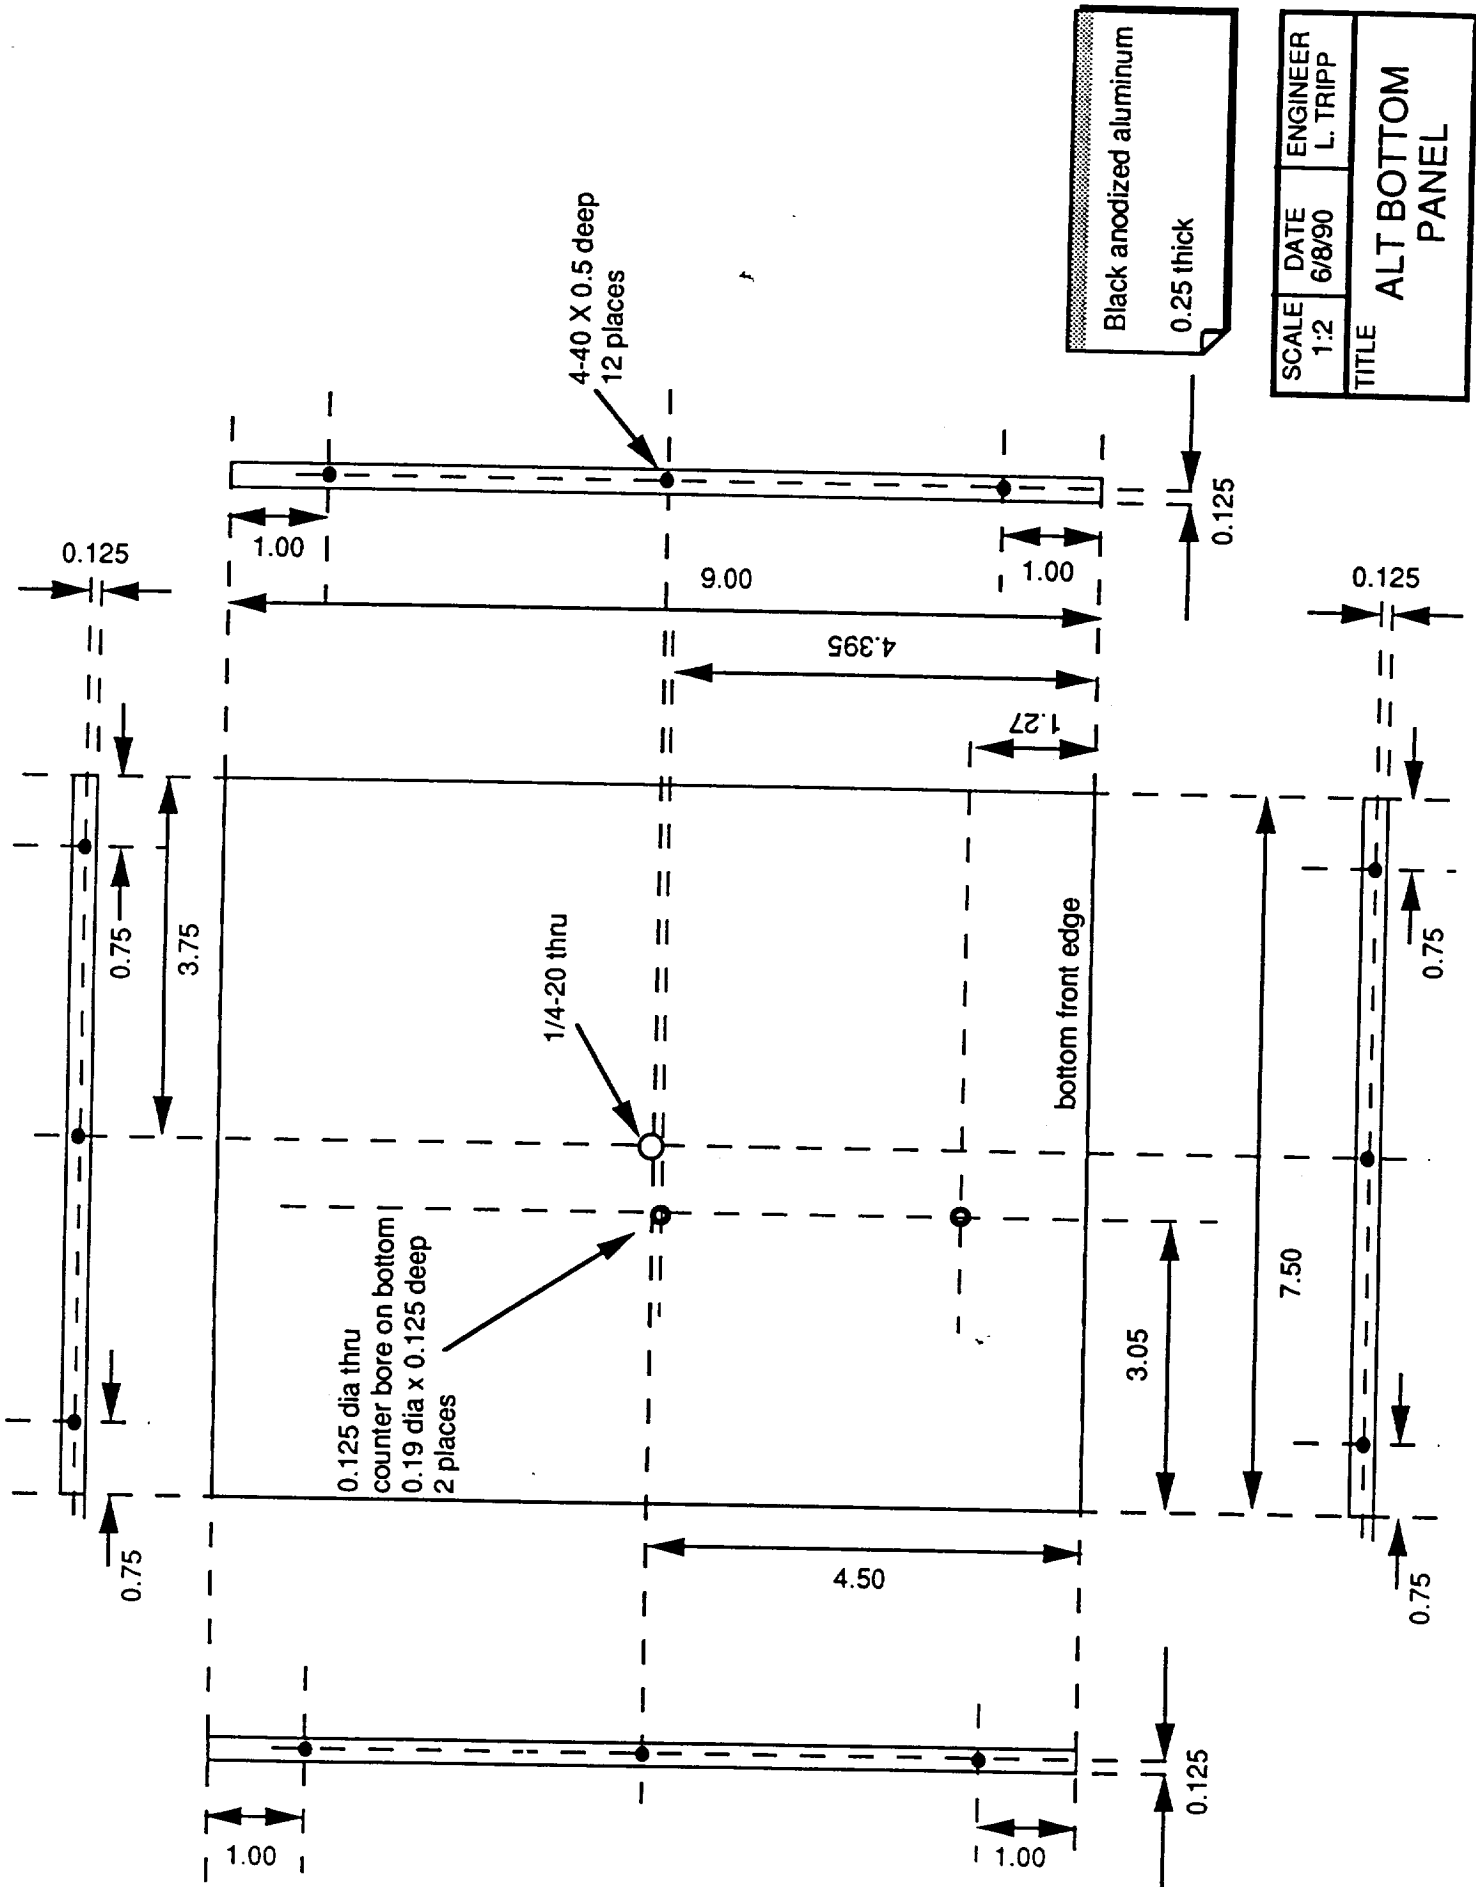 0.125
0.125
0.75
0.75
3.75
0.75
0.75
1.00
9.00
1.00
0.125
4.395
1.27
4-40 X 0.5 deep
12 places
1/4-20 thru
0.125 dia thru
counter bore on bottom
0.19 dia x 0.125 deep
2 places
bottom front edge
7.50
3.05
4.50
1.00
1.00
0.125
Black anodized aluminum
0.25 thick
SCALE
1:2
DATE
6/8/90
ENGINEER
L. TRIPP
TITLE
ALT BOTTOM
PANEL